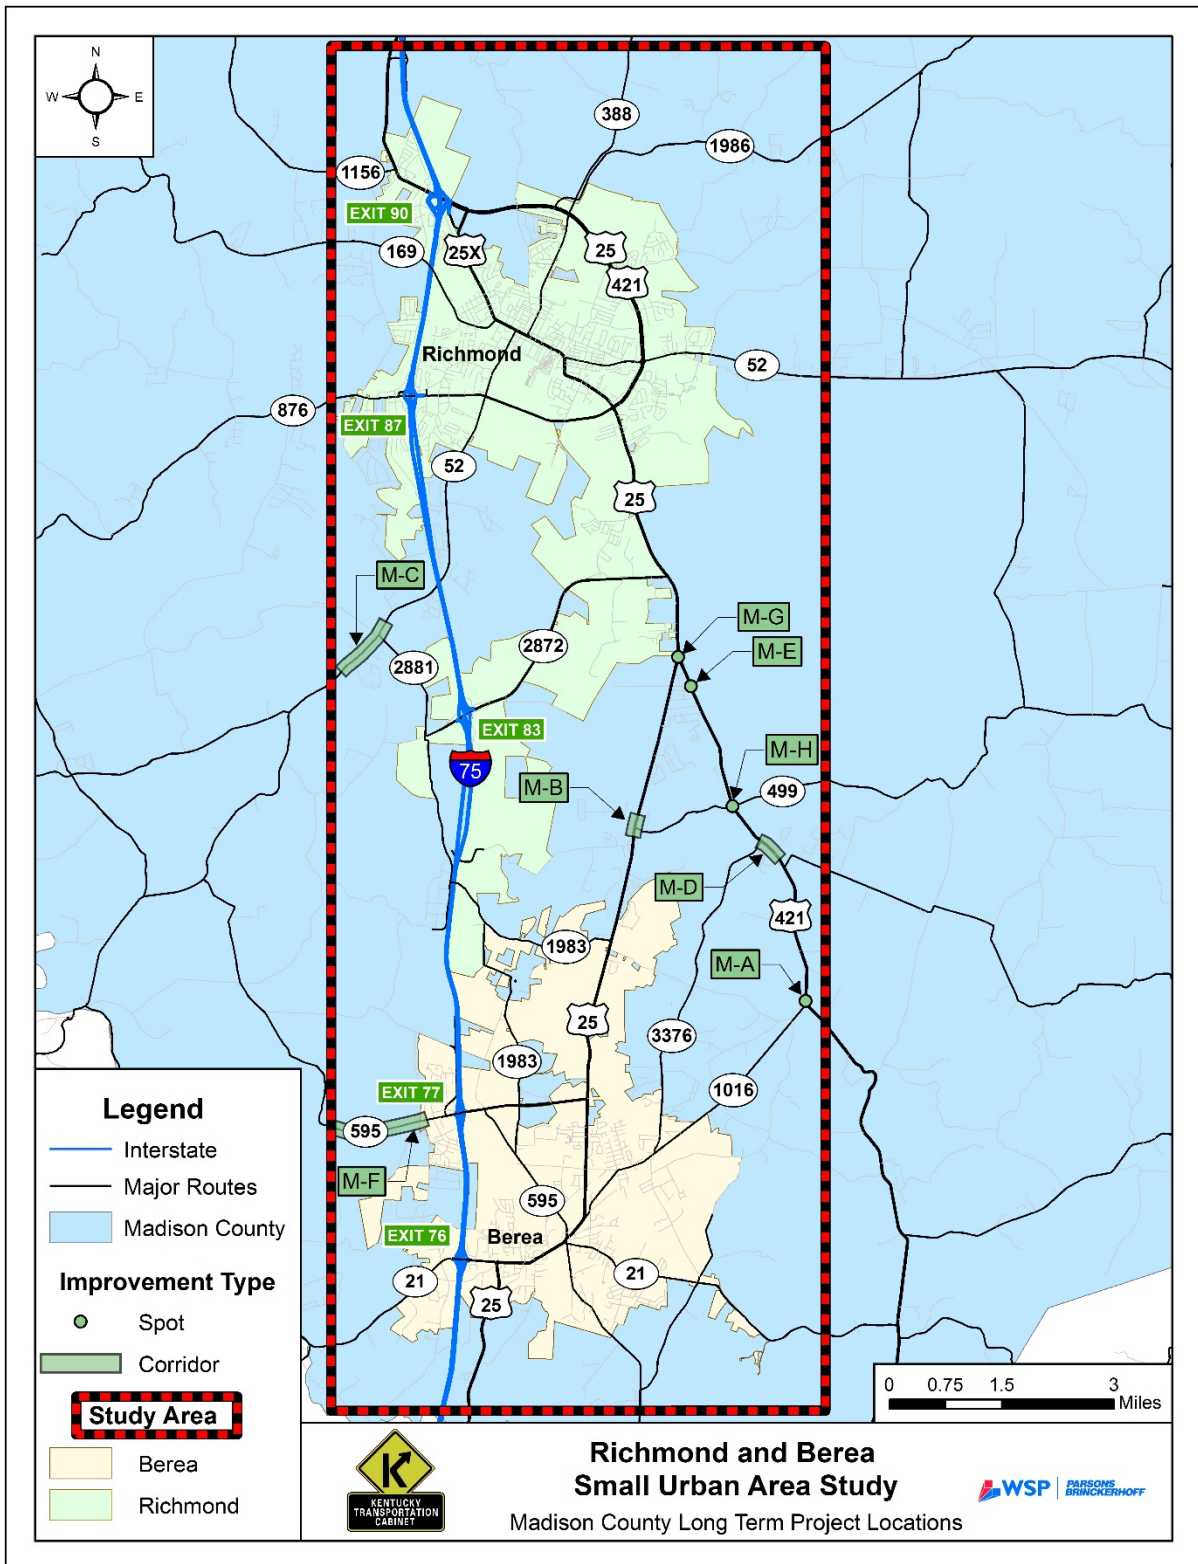 N
W E
S
388
1986
1156
EXIT 90
169
25X
25
421
Richmond
52
876
EXIT 87
52
25
M-C
M-G
2881
2872
M-E
EXIT 83
75
M-H
M-B
499
M-D
421
1983
M-A
25
3376
1983
1016
EXIT 77
595
M-F
595
EXIT 76
Berea
21
21
25
Legend
Interstate
Major Routes
Madison County
Improvement Type
Spot
Corridor
Study Area
Berea
Richmond
0 0.75 1.5 3
Miles
KENTUCKY
TRANSPORTATION
CABINET
Richmond and Berea
Small Urban Area Study
Madison County Long Term Project Locations
WSP PARSONS
BRINCKERHOFF